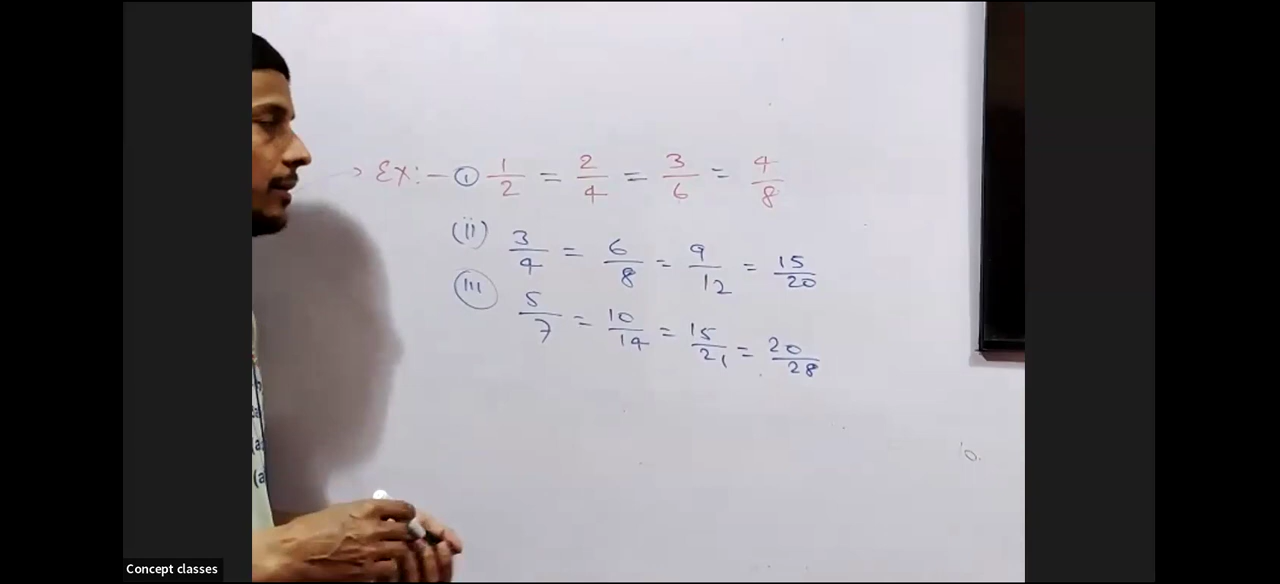 Ex:- ① 1/2 = 2/4 = 3/6 = 4/8
(ii) 3/4 = 6/8 = 9/12 = 15/20
(iii) 5/7 = 10/14 = 15/21 = 20/28
10.
Concept classes